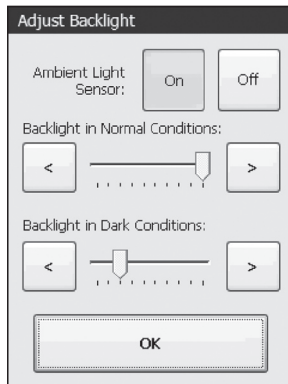 Adjust Backlight
Ambient Light
Sensor:
On
Off
Backlight in Normal Conditions:
<
>
Backlight in Dark Conditions:
<
>
OK